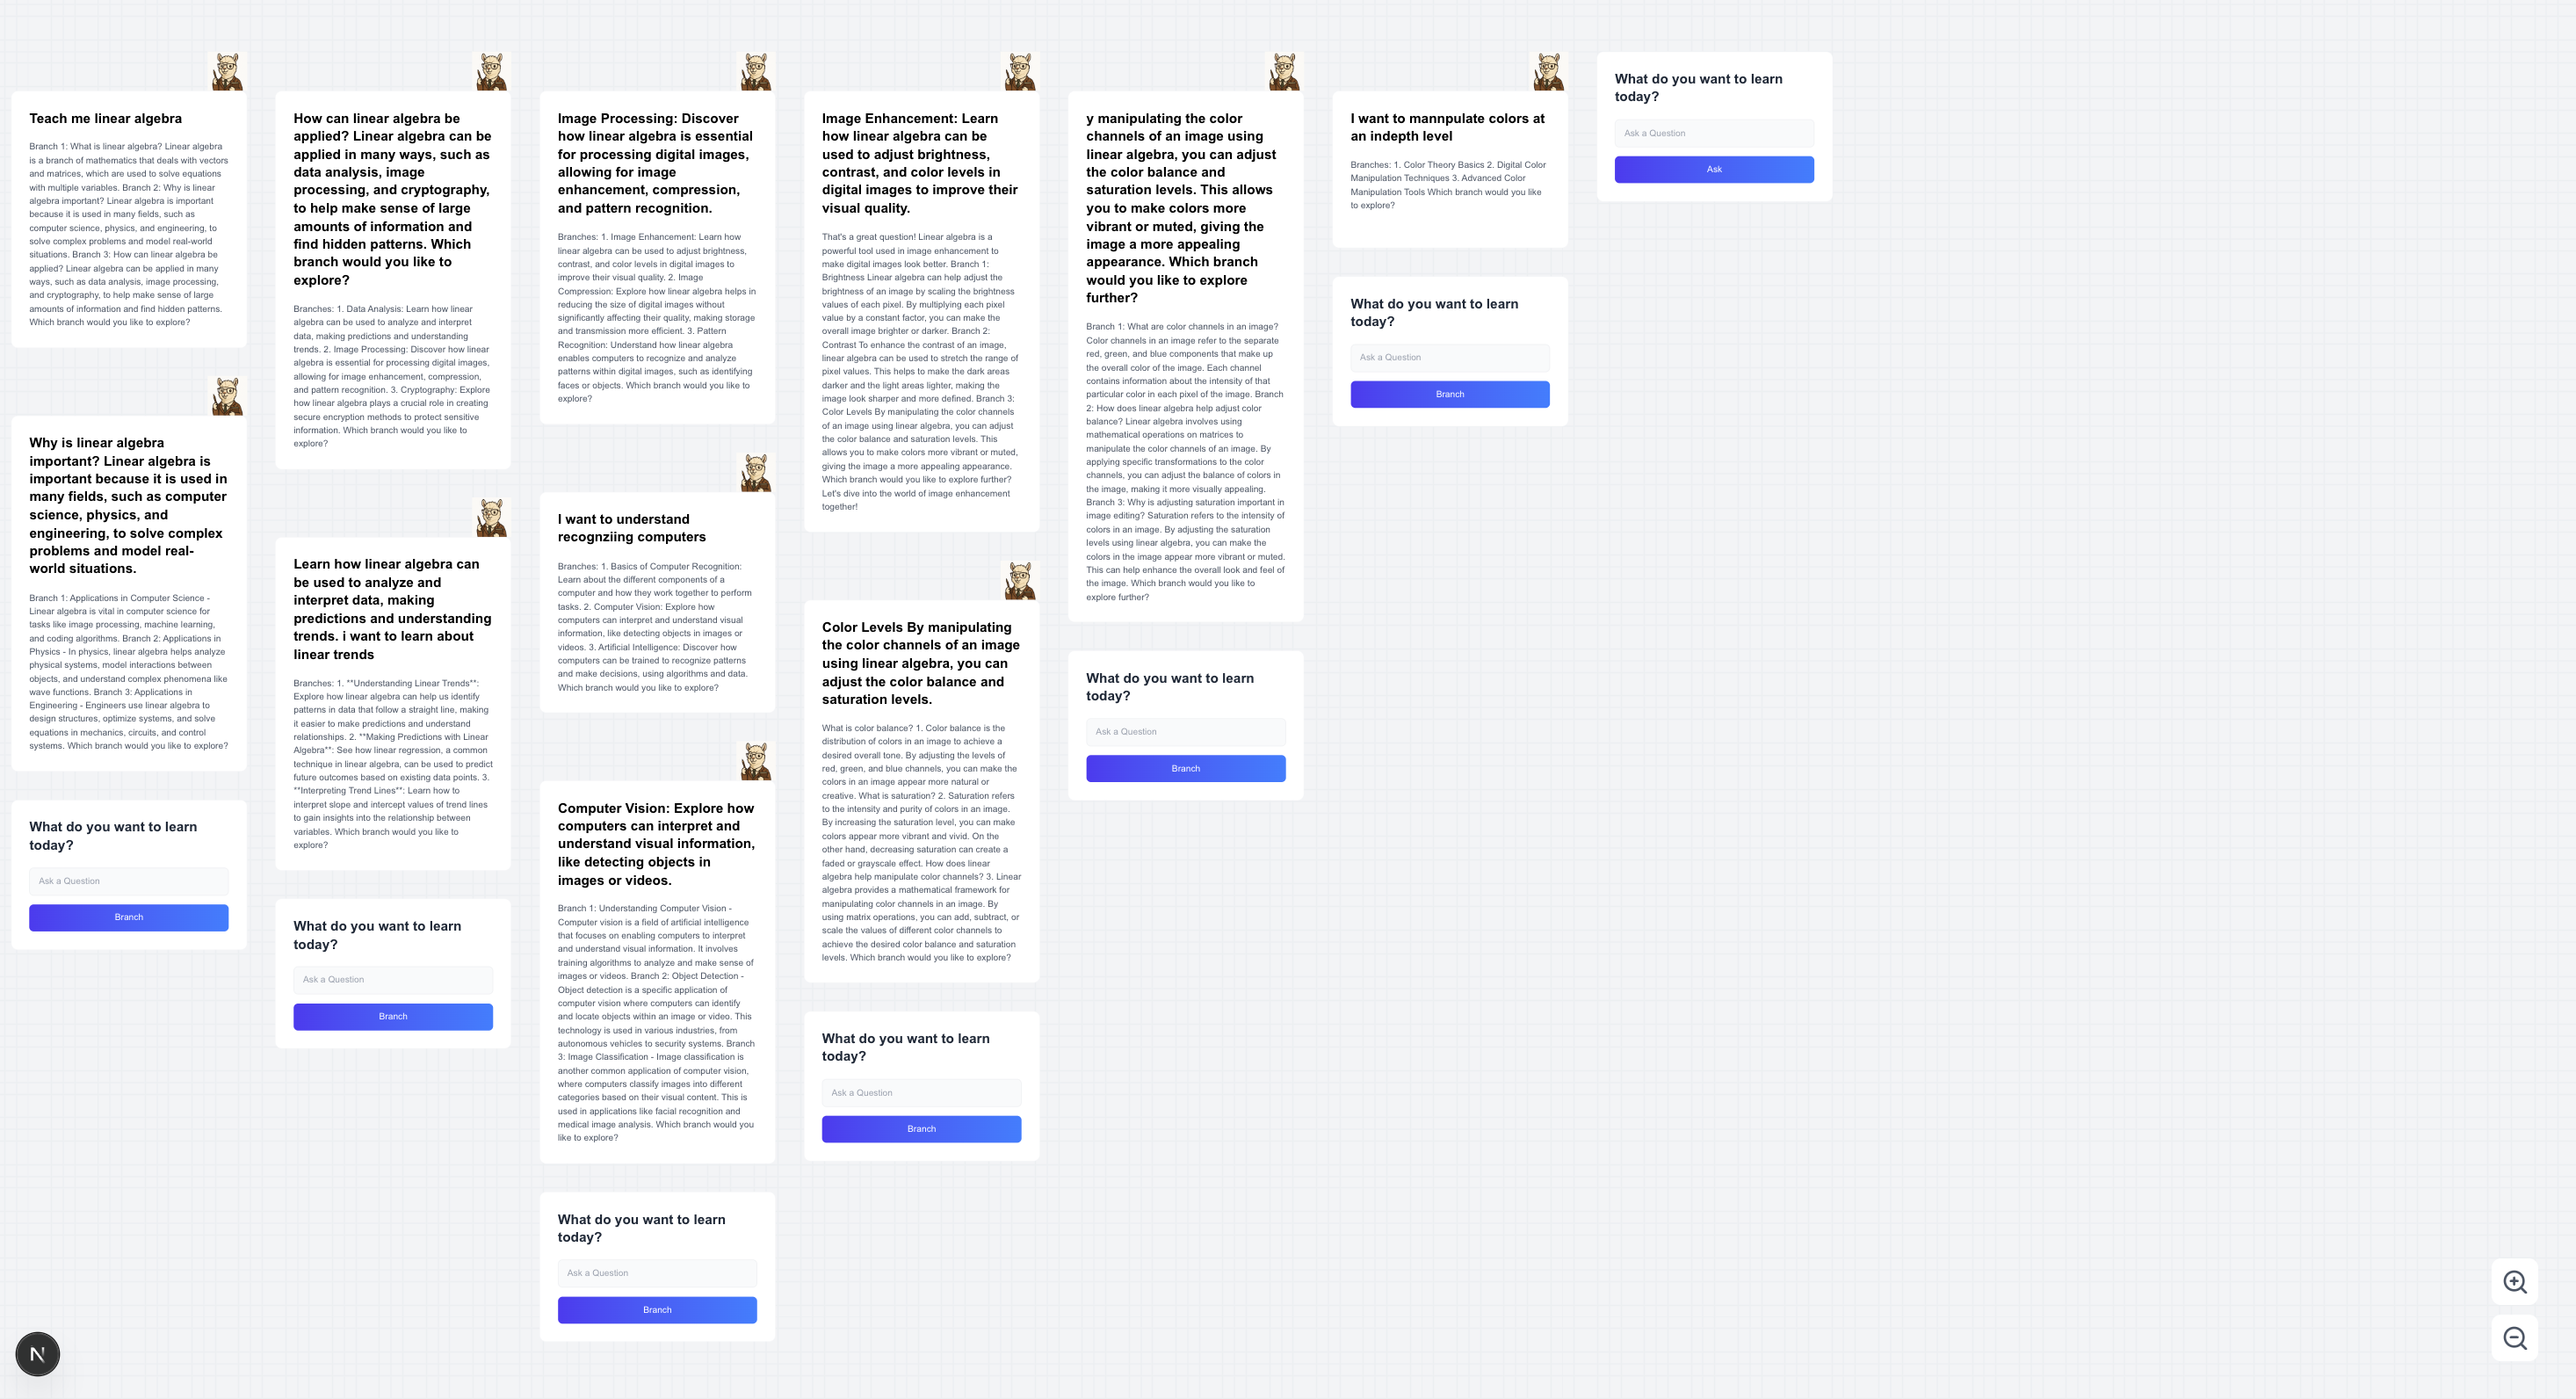 Teach me linear algebra
Branch 1: What is linear algebra? Linear algebra
is a branch of mathematics that deals with vectors
and matrices, which are used to solve equations
with multiple variables. Branch 2: Why is linear
algebra important? Linear algebra is important
because it is used in many fields, such as
computer science, physics, and engineering, to
solve complex problems and model real-world
situations. Branch 3: How can linear algebra be
applied? Linear algebra can be applied in many
ways, such as data analysis, image processing,
and cryptography, to help make sense of large
amounts of information and find hidden patterns.
Which branch would you like to explore?
Why is linear algebra
important? Linear algebra is
important because it is used in
many fields, such as computer
science, physics, and
engineering, to solve complex
problems and model real-
world situations.
Branch 1: Applications in Computer Science -
Linear algebra is vital in computer science for
tasks like image processing, machine learning,
and coding algorithms. Branch 2: Applications in
Physics - In physics, linear algebra helps analyze
physical systems, model interactions between
objects, and understand complex phenomena like
wave functions. Branch 3: Applications in
Engineering - Engineers use linear algebra to
design structures, optimize systems, and solve
equations in mechanics, circuits, and control
systems. Which branch would you like to explore?
What do you want to learn
today?
Ask a Question
Branch
How can linear algebra be
applied? Linear algebra can be
applied in many ways, such as
data analysis, image
processing, and cryptography,
to help make sense of large
amounts of information and
find hidden patterns. Which
branch would you like to
explore?
Branches: 1. Data Analysis: Learn how linear
algebra can be used to analyze and interpret
data, making predictions and understanding
trends. 2. Image Processing: Discover how linear
algebra is essential for processing digital images,
allowing for image enhancement, compression,
and pattern recognition. 3. Cryptography: Explore
how linear algebra plays a crucial role in creating
secure encryption methods to protect sensitive
information. Which branch would you like to
explore?
Learn how linear algebra can
be used to analyze and
interpret data, making
predictions and understanding
trends. i want to learn about
linear trends
Branches: 1. **Understanding Linear Trends**:
Explore how linear algebra can help us identify
patterns in data that follow a straight line, making
it easier to make predictions and understand
relationships. 2. **Making Predictions with Linear
Algebra**: See how linear regression, a common
technique in linear algebra, can be used to predict
future outcomes based on existing data points. 3.
**Interpreting Trend Lines**: Learn how to
interpret slope and intercept values of trend lines
to gain insights into the relationship between
variables. Which branch would you like to
explore?
What do you want to learn
today?
Ask a Question
Branch
Image Processing: Discover
how linear algebra is essential
for processing digital images,
allowing for image
enhancement, compression,
and pattern recognition.
Branches: 1. Image Enhancement: Learn how
linear algebra can be used to adjust brightness,
contrast, and color levels in digital images to
improve their visual quality. 2. Image
Compression: Explore how linear algebra helps in
reducing the size of digital images without
significantly affecting their quality, making storage
and transmission more efficient. 3. Pattern
Recognition: Understand how linear algebra
enables computers to recognize and analyze
patterns within digital images, such as identifying
faces or objects. Which branch would you like to
explore?
I want to understand
recognziing computers
Branches: 1. Basics of Computer Recognition:
Learn about the different components of a
computer and how they work together to perform
tasks. 2. Computer Vision: Explore how
computers can interpret and understand visual
information, like detecting objects in images or
videos. 3. Artificial Intelligence: Discover how
computers can be trained to recognize patterns
and make decisions, using algorithms and data.
Which branch would you like to explore?
Computer Vision: Explore how
computers can interpret and
understand visual information,
like detecting objects in
images or videos.
Branch 1: Understanding Computer Vision -
Computer vision is a field of artificial intelligence
that focuses on enabling computers to interpret
and understand visual information. It involves
training algorithms to analyze and make sense of
images or videos. Branch 2: Object Detection -
Object detection is a specific application of
computer vision where computers can identify
and locate objects within an image or video. This
technology is used in various industries, from
autonomous vehicles to security systems. Branch
3: Image Classification - Image classification is
another common application of computer vision,
where computers classify images into different
categories based on their visual content. This is
used in applications like facial recognition and
medical image analysis. Which branch would you
like to explore?
What do you want to learn
today?
Ask a Question
Branch
Image Enhancement: Learn
how linear algebra can be
used to adjust brightness,
contrast, and color levels in
digital images to improve their
visual quality.
That's a great question! Linear algebra is a
powerful tool used in image enhancement to
make digital images look better. Branch 1:
Brightness Linear algebra can help adjust the
brightness of an image by scaling the brightness
values of each pixel. By multiplying each pixel
value by a constant factor, you can make the
overall image brighter or darker. Branch 2:
Contrast To enhance the contrast of an image,
linear algebra can be used to stretch the range of
pixel values. This helps to make the dark areas
darker and the light areas lighter, making the
image look sharper and more defined. Branch 3:
Color Levels By manipulating the color channels
of an image using linear algebra, you can adjust
the color balance and saturation levels. This
allows you to make colors more vibrant or muted,
giving the image a more appealing appearance.
Which branch would you like to explore further?
Let's dive into the world of image enhancement
together!
Color Levels By manipulating
the color channels of an image
using linear algebra, you can
adjust the color balance and
saturation levels.
What is color balance? 1. Color balance is the
distribution of colors in an image to achieve a
desired overall tone. By adjusting the levels of
red, green, and blue channels, you can make the
colors in an image appear more natural or
creative. What is saturation? 2. Saturation refers
to the intensity and purity of colors in an image.
By increasing the saturation level, you can make
colors appear more vibrant and vivid. On the
other hand, decreasing saturation can create a
faded or grayscale effect. How does linear
algebra help manipulate color channels? 3. Linear
algebra provides a mathematical framework for
manipulating color channels in an image. By
using matrix operations, you can add, subtract, or
scale the values of different color channels to
achieve the desired color balance and saturation
levels. Which branch would you like to explore?
What do you want to learn
today?
Ask a Question
Branch
y manipulating the color
channels of an image using
linear algebra, you can adjust
the color balance and
saturation levels. This allows
you to make colors more
vibrant or muted, giving the
image a more appealing
appearance. Which branch
would you like to explore
further?
Branch 1: What are color channels in an image?
Color channels in an image refer to the separate
red, green, and blue components that make up
the overall color of the image. Each channel
contains information about the intensity of that
particular color in each pixel of the image. Branch
2: How does linear algebra help adjust color
balance? Linear algebra involves using
mathematical operations on matrices to
manipulate the color channels of an image. By
applying specific transformations to the color
channels, you can adjust the balance of colors in
the image, making it more visually appealing.
Branch 3: Why is adjusting saturation important in
image editing? Saturation refers to the intensity of
colors in an image. By adjusting the saturation
levels using linear algebra, you can make the
colors in the image appear more vibrant or muted.
This can help enhance the overall look and feel of
the image. Which branch would you like to
explore further?
What do you want to learn
today?
Ask a Question
Branch
I want to mannpulate colors at
an indepth level
Branches: 1. Color Theory Basics 2. Digital Color
Manipulation Techniques 3. Advanced Color
Manipulation Tools Which branch would you like
to explore?
What do you want to learn
today?
Ask a Question
Branch
What do you want to learn
today?
Ask a Question
Ask
N